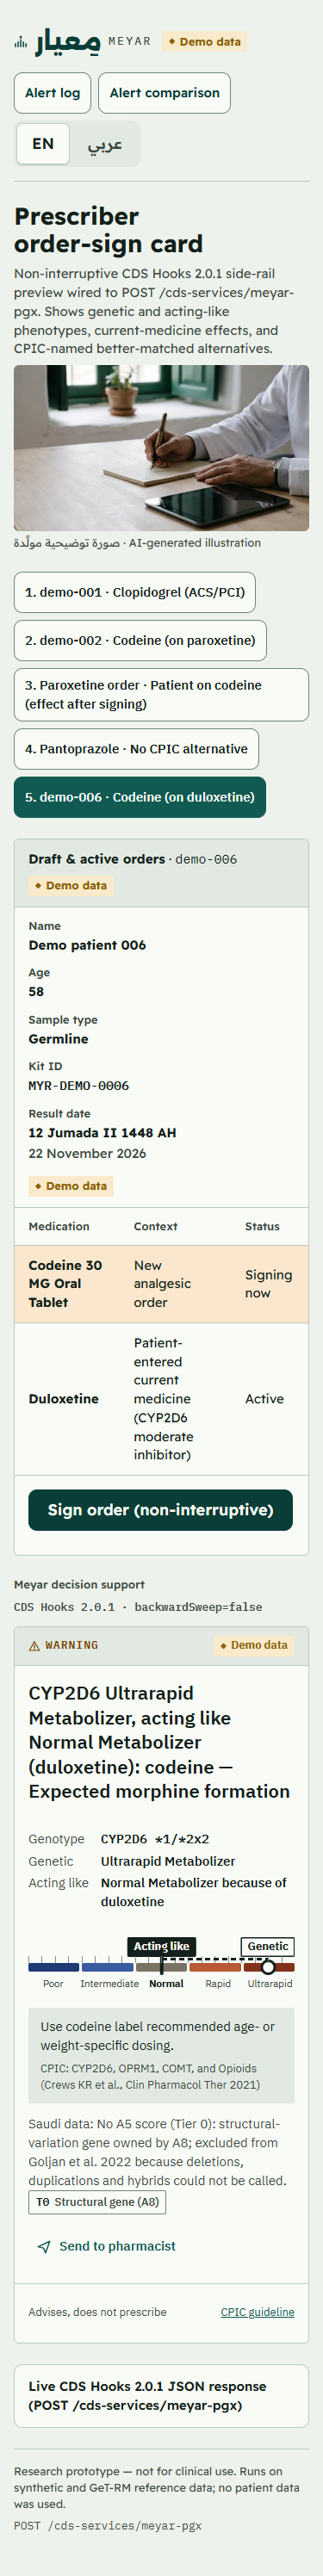 معيار MEYAR ◆ Demo data
Alert log
Alert comparison
EN
عربي
Prescriber
order-sign card
Non-interruptive CDS Hooks 2.0.1 side-rail
preview wired to POST /cds-services/meyar-
pgx. Shows genetic and acting-like
phenotypes, current-medicine effects, and
CPIC-named better-matched alternatives.
صورة توضيحية مولّدة · AI-generated illustration
1. demo-001 · Clopidogrel (ACS/PCI)
2. demo-002 · Codeine (on paroxetine)
3. Paroxetine order · Patient on codeine
(effect after signing)
4. Pantoprazole · No CPIC alternative
5. demo-006 · Codeine (on duloxetine)
Draft & active orders · demo-006
◆ Demo data
Name
Demo patient 006
Age
58
Sample type
Germline
Kit ID
MYR-DEMO-0006
Result date
12 Jumada II 1448 AH
22 November 2026
◆ Demo data
Medication
Context
Status
Codeine 30
MG Oral
Tablet
New
analgesic
order
Signing
now
Duloxetine
Patient-
entered
current
medicine
(CYP2D6
moderate
inhibitor)
Active
Sign order (non-interruptive)
Meyar decision support
CDS Hooks 2.0.1 · backwardSweep=false
WARNING
◆ Demo data
CYP2D6 Ultrarapid
Metabolizer, acting like
Normal Metabolizer
(duloxetine): codeine —
Expected morphine formation
Genotype CYP2D6 *1/*2x2
Genetic Ultrarapid Metabolizer
Acting like Normal Metabolizer because of
duloxetine
Acting like
Genetic
Poor Intermediate Normal Rapid Ultrarapid
Use codeine label recommended age- or
weight-specific dosing.
CPIC: CYP2D6, OPRM1, COMT, and Opioids
(Crews KR et al., Clin Pharmacol Ther 2021)
Saudi data: No A5 score (Tier 0): structural-
variation gene owned by A8; excluded from
Goljan et al. 2022 because deletions,
duplications and hybrids could not be called.
T0 Structural gene (A8)
Send to pharmacist
Advises, does not prescribe
CPIC guideline
Live CDS Hooks 2.0.1 JSON response
(POST /cds-services/meyar-pgx)
Research prototype — not for clinical use. Runs on
synthetic and GeT-RM reference data; no patient data
was used.
POST /cds-services/meyar-pgx